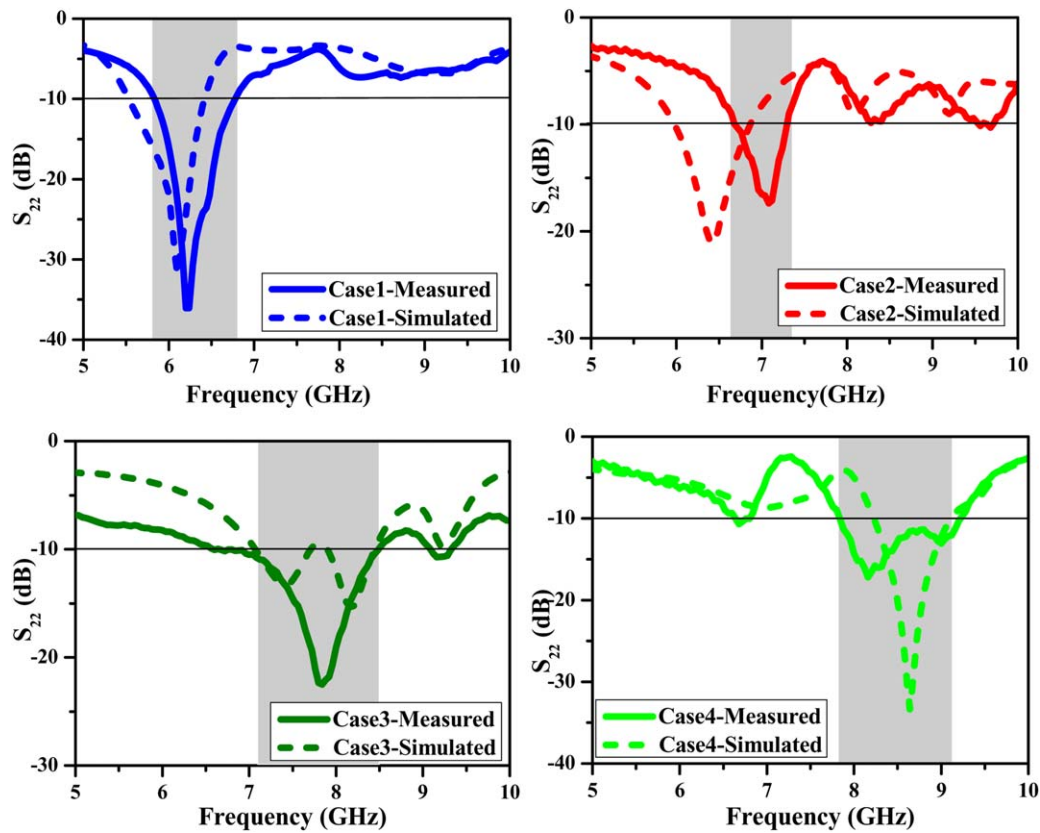 0
-10
-20
-30
-40
S22 (dB)
Case1-Measured
Case1-Simulated
5 6 7 8 9 10
Frequency (GHz)
0
-10
-20
-30
S22(dB)
Case2-Measured
Case2-Simulated
5 6 7 8 9 10
Frequency(GHz)
0
-10
-20
-30
S22 (dB)
Case3-Measured
Case3-Simulated
5 6 7 8 9 10
Frequency (GHz)
0
-10
-20
-30
-40
S22 (dB)
Case4-Measured
Case4-Simulated
5 6 7 8 9 10
Frequency (GHz)